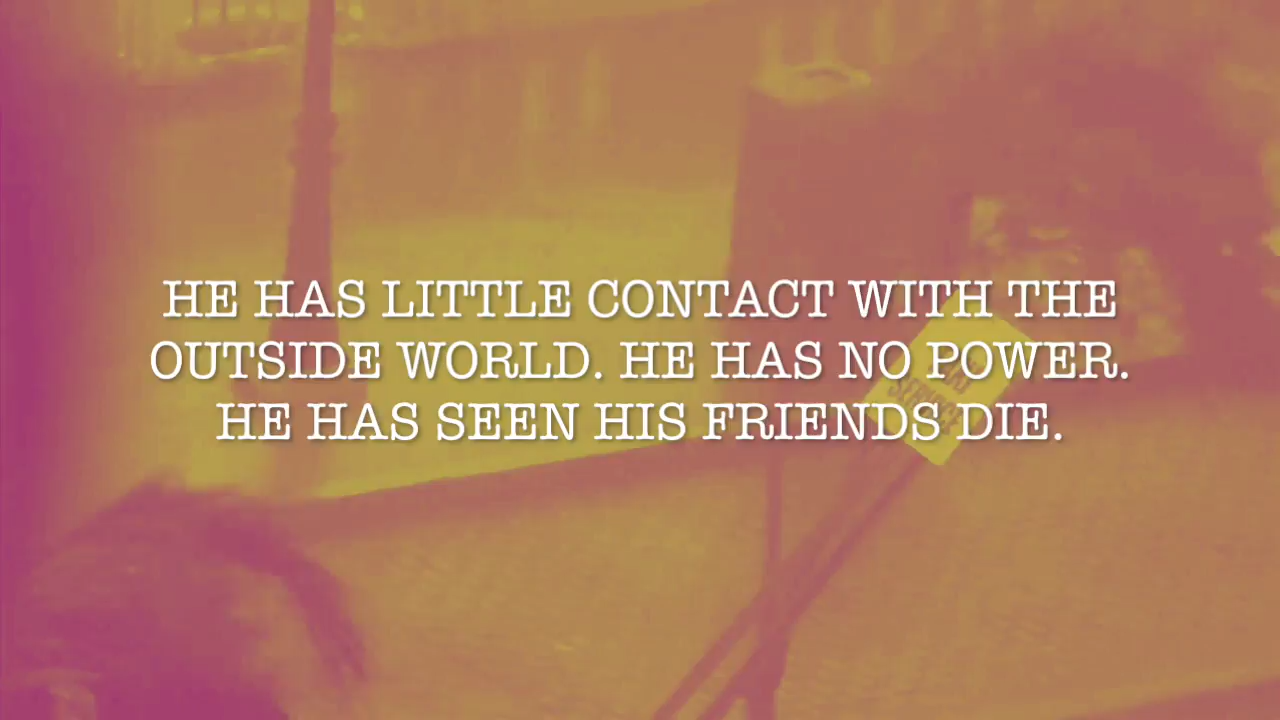 HE HAS LITTLE CONTACT WITH THE
OUTSIDE WORLD. HE HAS NO POWER.
HE HAS SEEN HIS FRIENDS DIE.